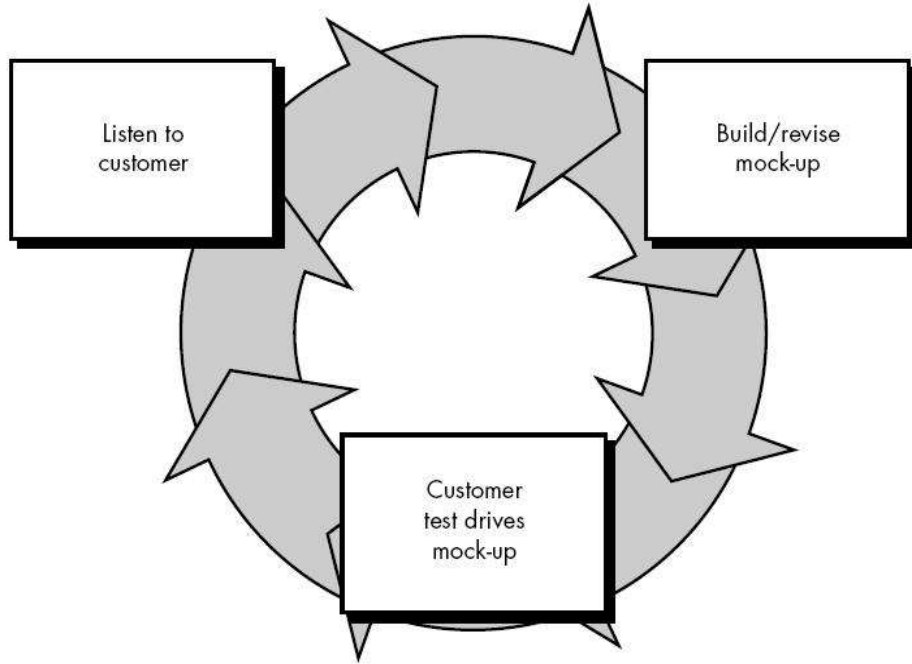 Listen to
customer
Build/revise
mock-up
Customer
test drives
mock-up